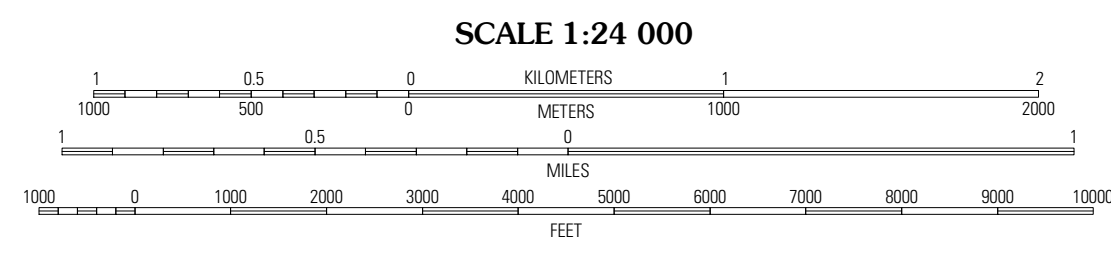 SCALE 1:24 000
1 0.5 0 KILOMETERS 1 2
1000 500 0 METERS 1000 2000
1 0.5 0 1
MILES
1000 0 1000 2000 3000 4000 5000 6000 7000 8000 9000 10000
FEET